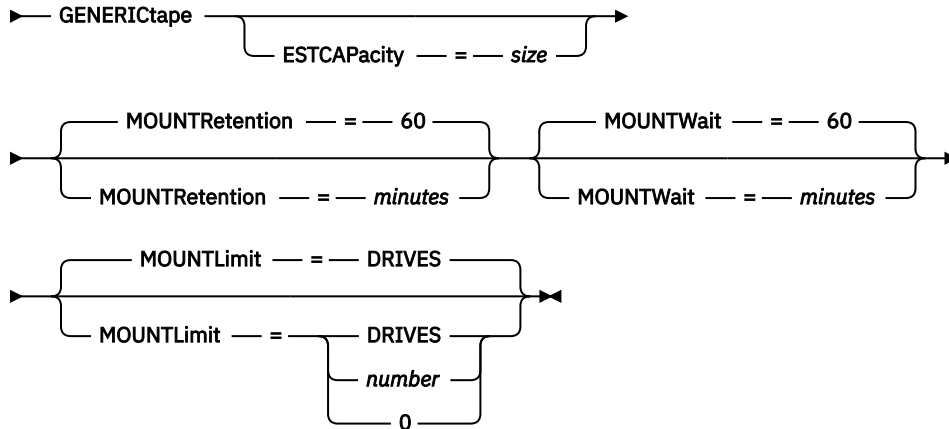 GENERICtape
ESTCAPacity = size
MOUNTRetention = 60 MOUNTWait = 60
MOUNTRetention = minutes MOUNTWait = minutes
MOUNTLimit = DRIVES
MOUNTLimit = DRIVES
number
0